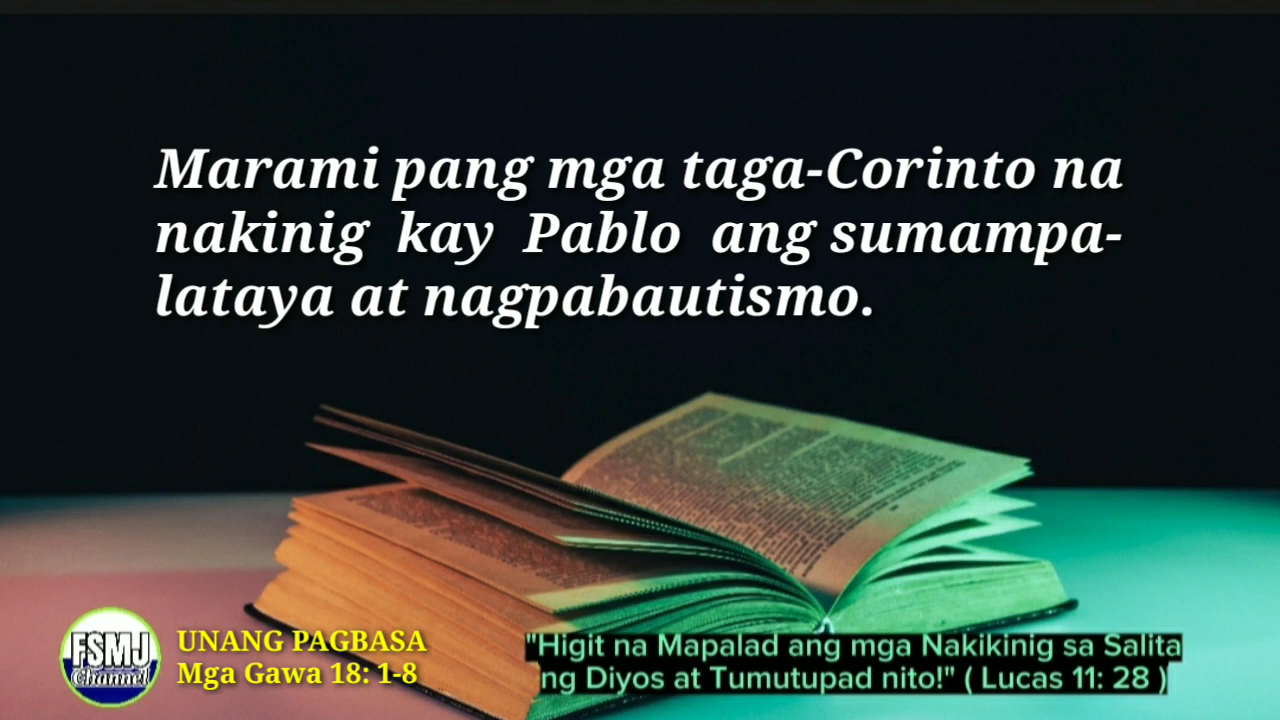 Marami pang mga taga-Corinto na
nakinig kay Pablo ang sumampa-
lataya at nagpabautismo.
FSMJ
Channel
UNANG PAGBASA
Mga Gawa 18: 1-8
"Higit na Mapalad ang mga Nakikinig sa Salita
ng Diyos at Tumutupad nito!" ( Lucas 11: 28 )